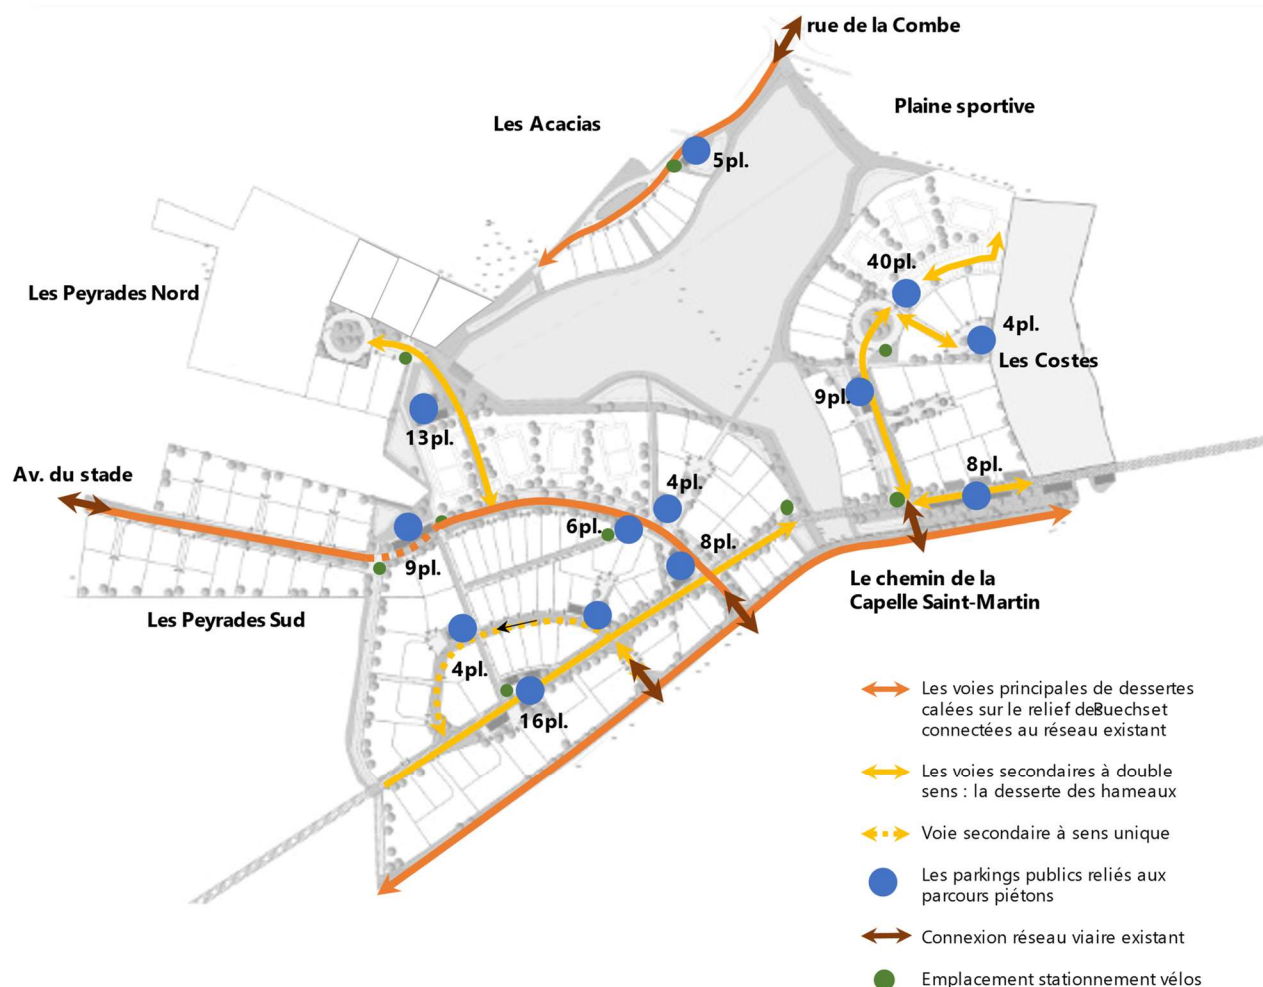 rue de la Combe
Plaine sportive
Les Acacias
5pl.
40pl.
Les Peyrades Nord
4pl.
Les Costes
9pl.
13pl.
Av. du stade
8pl.
4pl.
6pl.
8pl.
9pl.
Le chemin de la
Capelle Saint-Martin
Les Peyrades Sud
4pl.
16pl.
Les voies principales de dessertes
calées sur le relief des Puechs et
connectées au réseau existant
Les voies secondaires à double
sens : la desserte des hameaux
Voie secondaire à sens unique
Les parkings publics reliés aux
parcours piétons
Connexion réseau viaire existant
Emplacement stationnement vélos